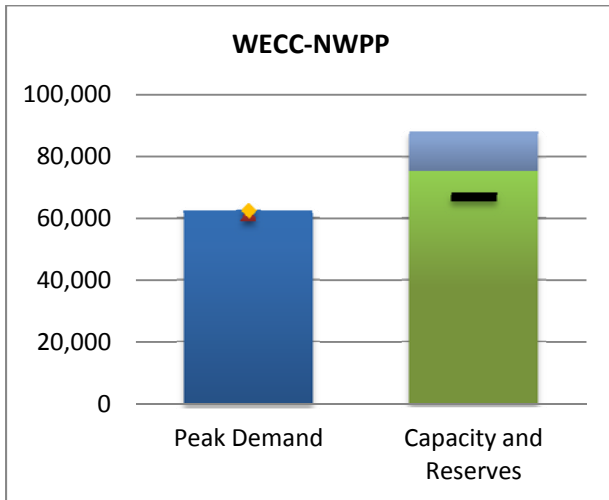 WECC-NWPP
100,000
80,000
60,000
40,000
20,000
0
Peak Demand
Capacity and
Reserves